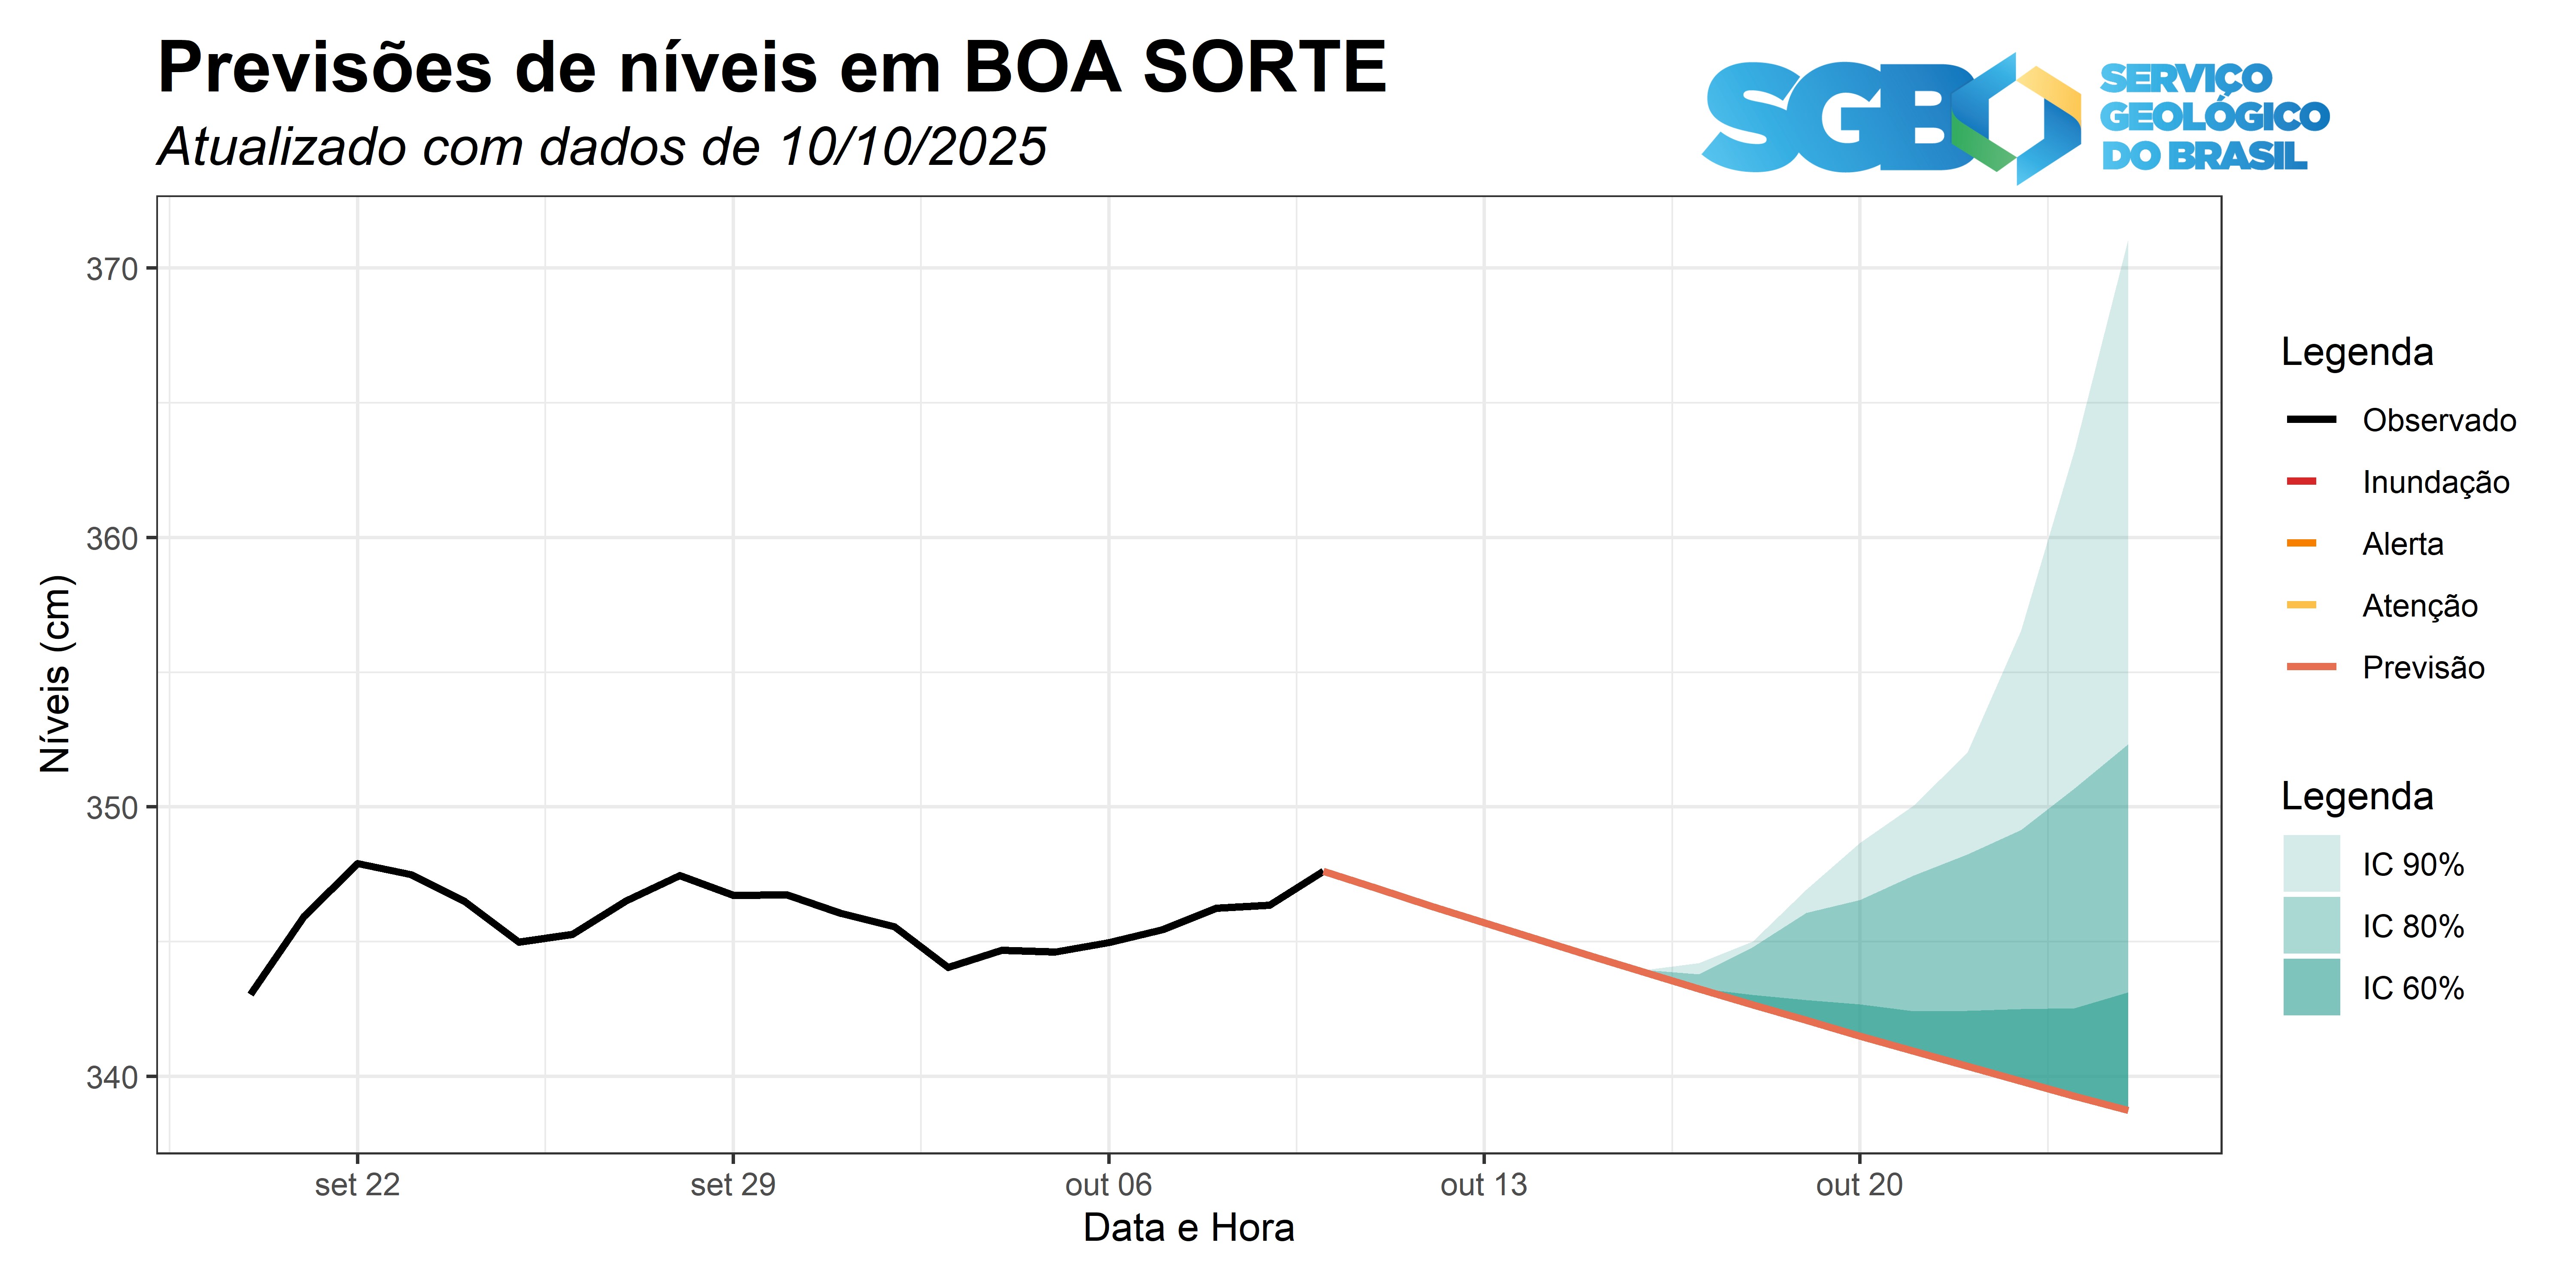 Previsões de níveis em BOA SORTE
Atualizado com dados de 10/10/2025
SGB
SERVIÇO
GEOLÓGICO
DO BRASIL
Níveis (cm)
370
360
350
340
set 22
set 29
out 06
out 13
out 20
Data e Hora
Legenda
Observado
Inundação
Alerta
Atenção
Previsão
Legenda
IC 90%
IC 80%
IC 60%